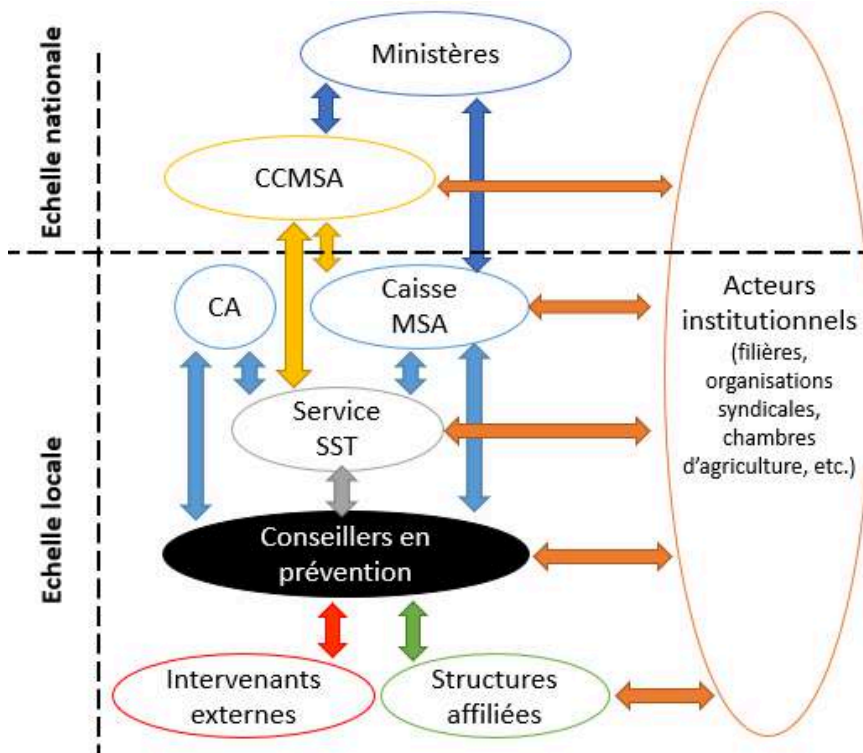 Echelle nationale
Ministères
CCMSA
Echelle locale
CA
Caisse
MSA
Service
SST
Conseillers en
prévention
Intervenants
externes
Structures
affiliées
Acteurs
institutionnels
(filières,
organisations
syndicales,
chambres
d'agriculture, etc.)